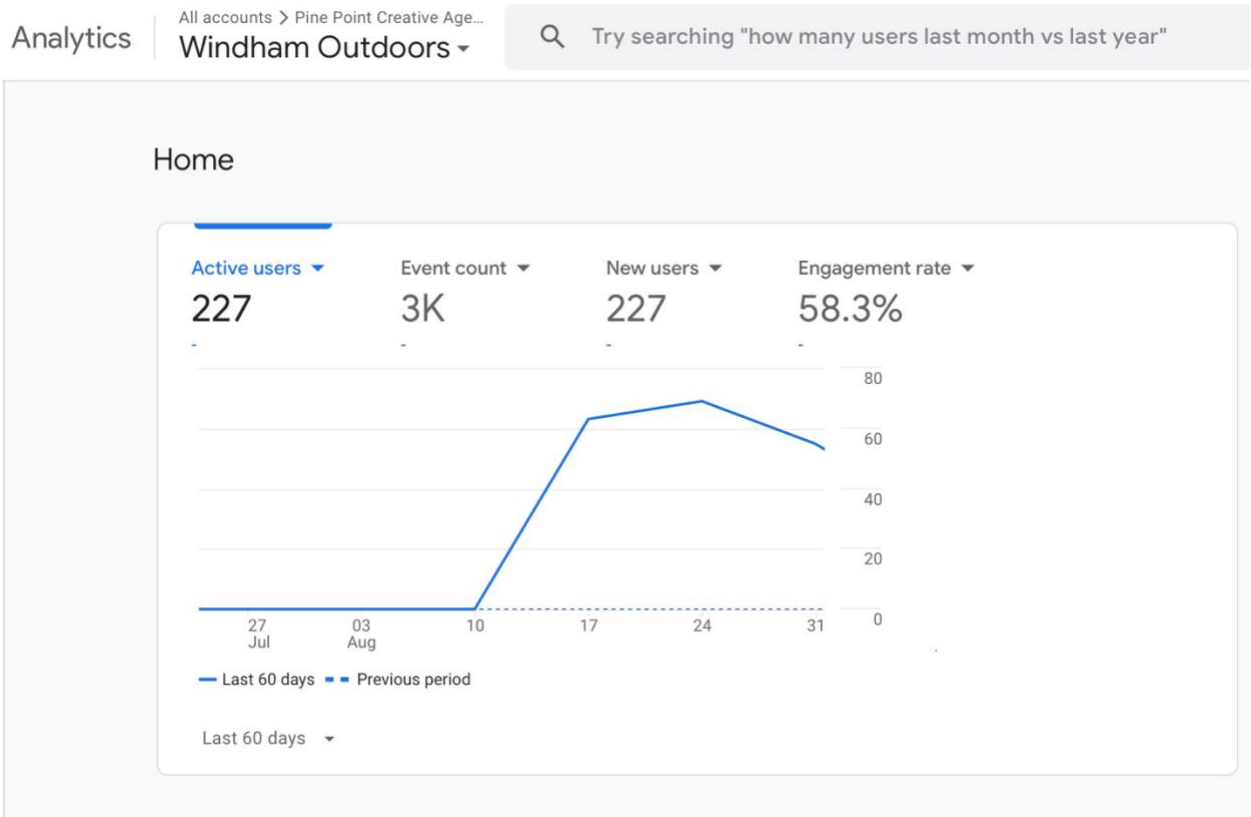 All accounts > Pine Point Creative Age...
Analytics
Windham Outdoors
Try searching "how many users last month vs last year"
Home
Active users
Event count
New users
Engagement rate
227
3K
227
58.3%
-
-
-
-
80
60
40
20
0
27
Jul
03
Aug
10
17
24
31
Last 60 days
Previous period
Last 60 days